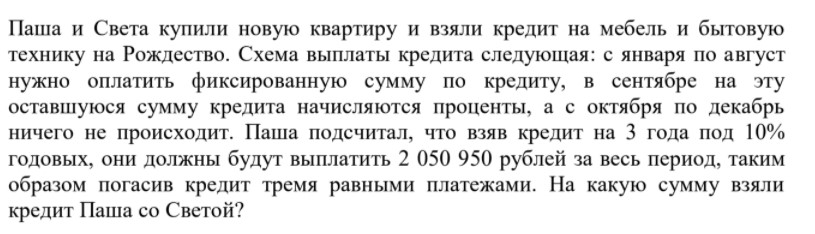 Паша и Света купили новую квартиру и взяли кредит на мебель и бытовую
технику на Рождество. Схема выплаты кредита следующая: с января по август
нужно оплатить фиксированную сумму по кредиту, в сентябре на эту
оставшуюся сумму кредита начисляются проценты, а с октября по декабрь
ничего не происходит. Паша подсчитал, что взяв кредит на 3 года под 10%
годовых, они должны будут выплатить 2 050 950 рублей за весь период, таким
образом погасив кредит тремя равными платежами. На какую сумму взяли
кредит Паша со Светой?